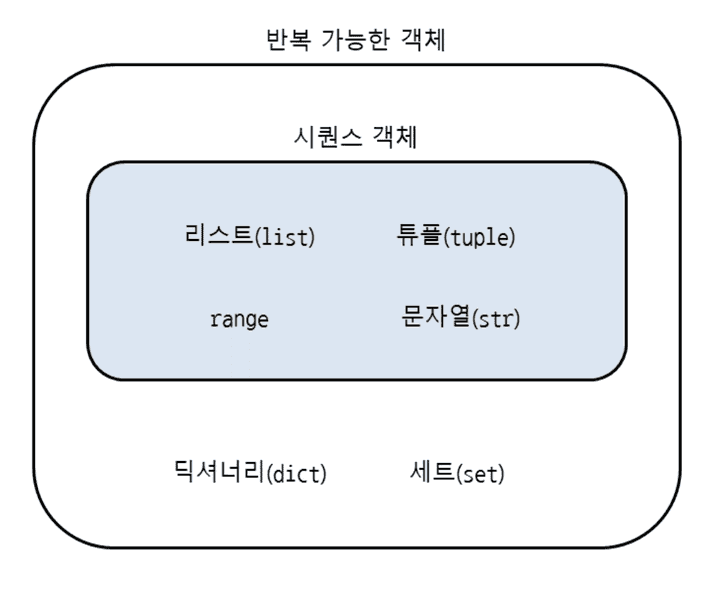 반복 가능한 객체
시퀀스 객체
리스트(list) 튜플(tuple)
range 문자열(str)
딕셔너리(dict) 세트(set)